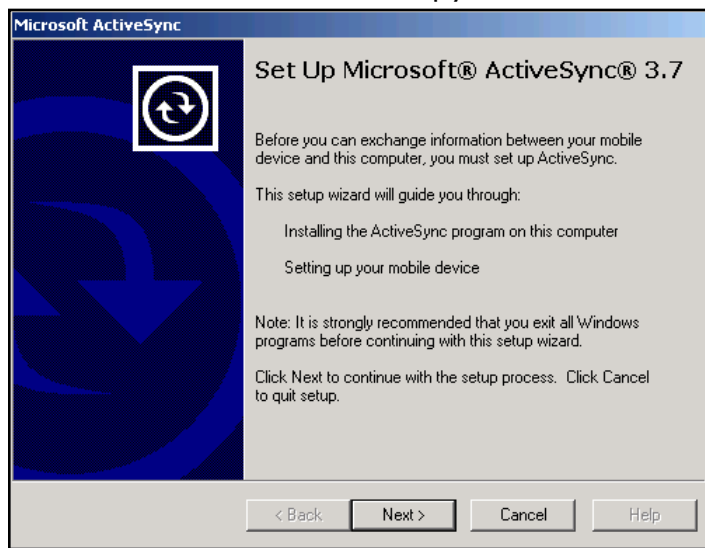 Microsoft ActiveSync
Set Up Microsoft® ActiveSync® 3.7
Before you can exchange information between your mobile
device and this computer, you must set up ActiveSync.
This setup wizard will guide you through:
Installing the ActiveSync program on this computer
Setting up your mobile device
Note: It is strongly recommended that you exit all Windows
programs before continuing with this setup wizard.
Click Next to continue with the setup process. Click Cancel
to quit setup.
< Back Next > Cancel Help